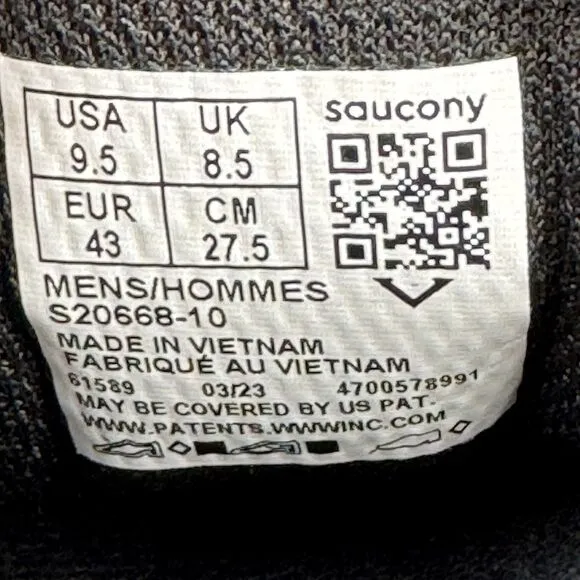 USA UK
9.5 8.5
EUR CM
43 27.5
saucony
MENS/HOMMES
S20668-10
MADE IN VIETNAM
FABRIQUÉ AU VIETNAM
61589 03/23 4700578991
MAY BE COVERED BY US PAT.
WWW.PATENTS.WWWINC.COM